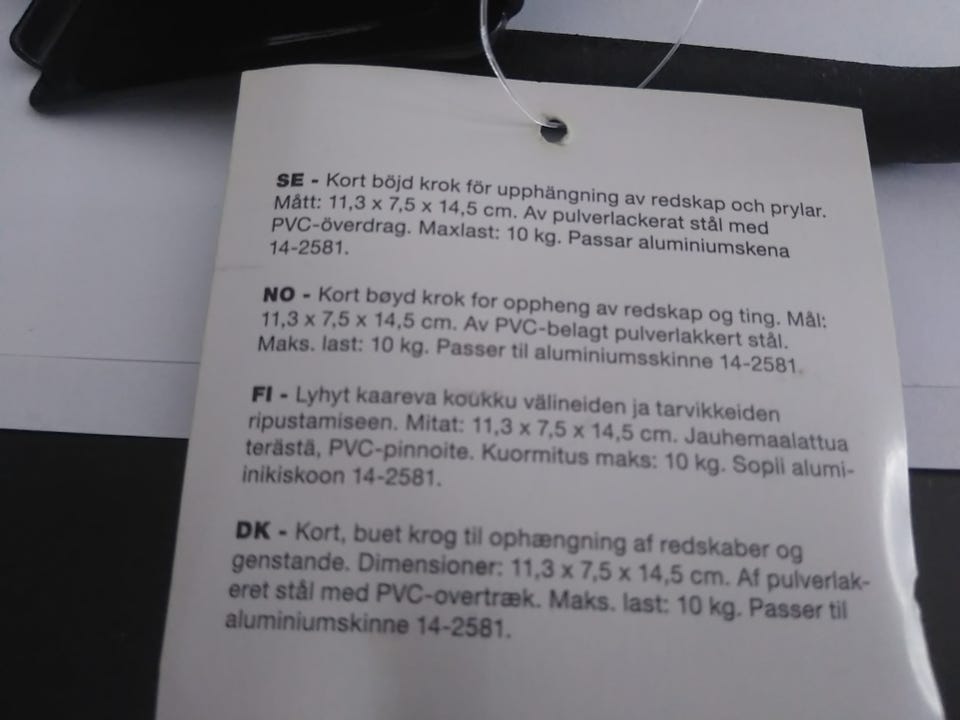 SE - Kort böjd krok för upphängning av redskap och prylar.
Mått: 11,3 x 7,5 x 14,5 cm. Av pulverlackerat stål med
PVC-överdrag. Maxlast: 10 kg. Passar aluminiumskena
14-2581.
NO - Kort bøyd krok for oppheng av redskap og ting. Mål:
11,3 x 7,5 x 14,5 cm. Av PVC-belagt pulverlakkert stål.
Maks. last: 10 kg. Passer til aluminiumsskinne 14-2581.
FI - Lyhyt kaareva koukku välineiden ja tarvikkeiden
ripustamiseen. Mitat: 11,3 x 7,5 x 14,5 cm. Jauhemaalattua
terästä, PVC-pinnoite. Kuormitus maks: 10 kg. Sopii alumi-
inikiskoon 14-2581.
DK - Kort, buet krog til ophængning af redskaber og
genstande. Dimensioner: 11,3 x 7,5 x 14,5 cm. Af pulverlak-
eret stål med PVC-overtræk. Maks. last: 10 kg. Passer til
aluminiumskinne 14-2581.